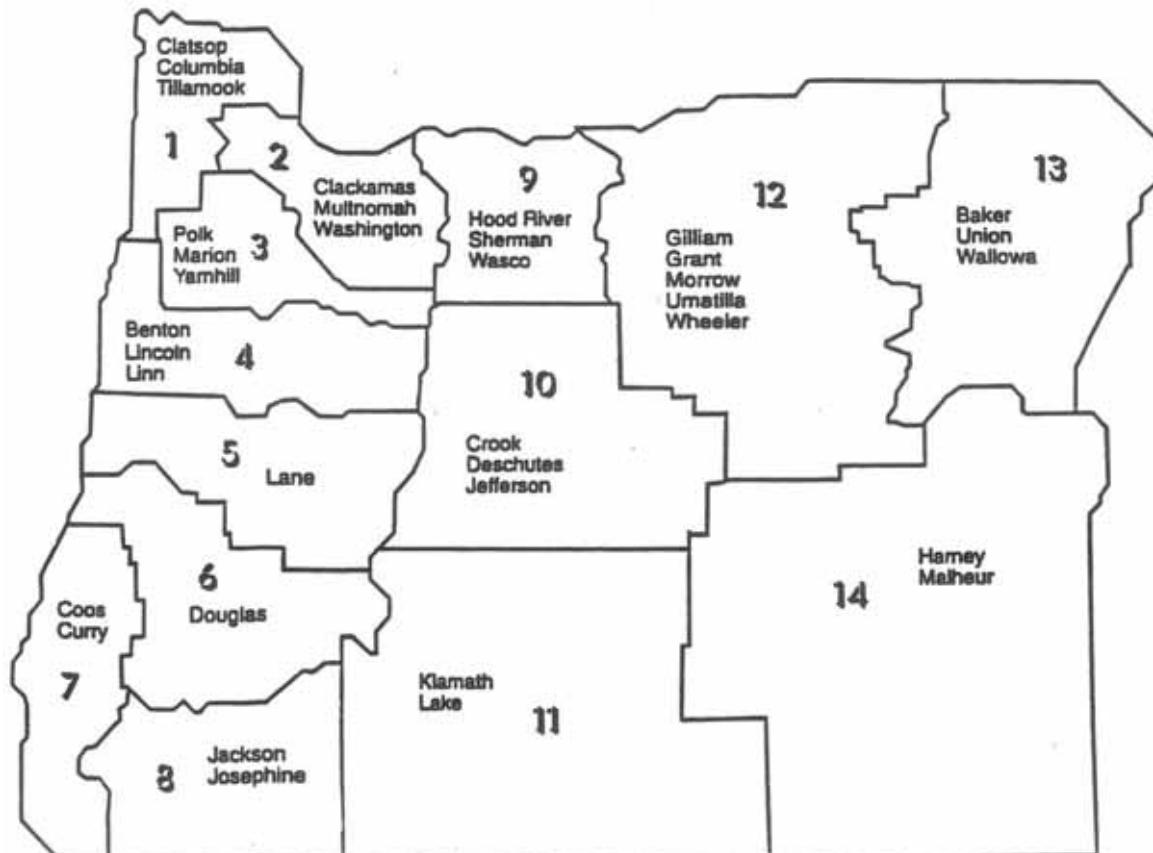 Clatsop
Columbia
Tillamook
1
2
Clackamas
Multnomah
Washington
Polk
Marion
Yamhill
3
Benton
Lincoln
Linn
4
5
Lane
6
Douglas
Coos
Curry
7
8
Jackson
Josephine
9
Hood River
Sherman
Wasco
10
Crook
Deschutes
Jefferson
Klamath
Lake
11
12
Gilliam
Grant
Morrow
Umatilla
Wheeler
13
Baker
Union
Wallowa
Harney
Malheur
14